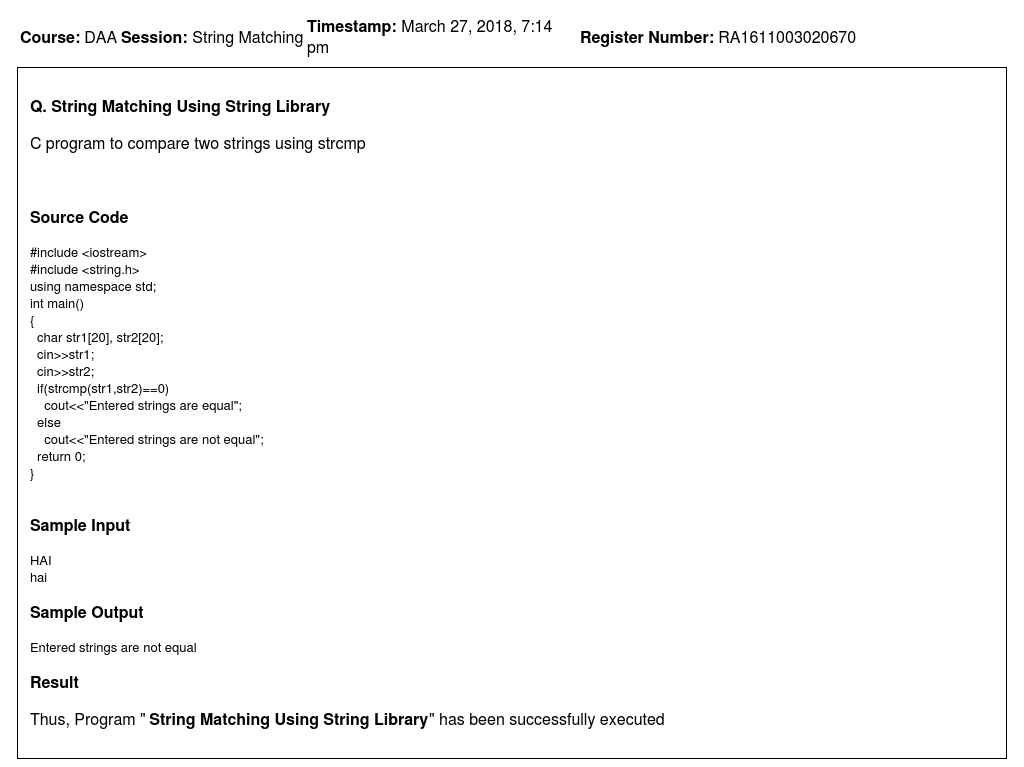 Course: DAA Session: String Matching Timestamp: March 27, 2018, 7:14 pm Register Number: RA1611003020670
Q. String Matching Using String Library
C program to compare two strings using strcmp
Source Code
#include <iostream>
#include <string.h>
using namespace std;
int main()
{
  char str1[20], str2[20];
  cin>>str1;
  cin>>str2;
  if(strcmp(str1,str2)==0)
    cout<<"Entered strings are equal";
  else
    cout<<"Entered strings are not equal";
  return 0;
}
Sample Input
HAI
hai
Sample Output
Entered strings are not equal
Result
Thus, Program " String Matching Using String Library" has been successfully executed